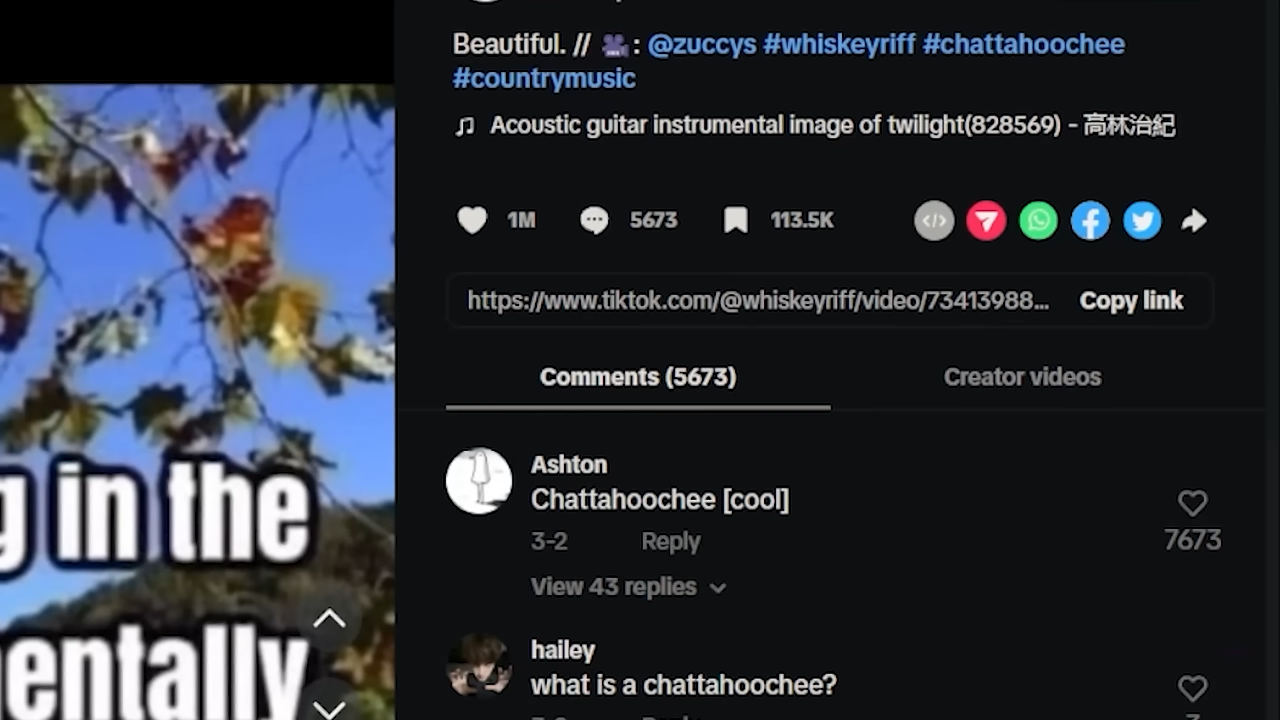 Beautiful. // 🎥: @zuccys #whiskeyriff #chattahoochee
#countrymusic
Acoustic guitar instrumental image of twilight(828569) - 高林治紀
1M 5673 113.5K
https://www.tiktok.com/@whiskeyriff/video/73413988... Copy link
Comments (5673) Creator videos
Ashton
Chattahoochee [cool]
3-2 Reply
7673
View 43 replies
hailey
what is a chattahoochee?
g in the
entally